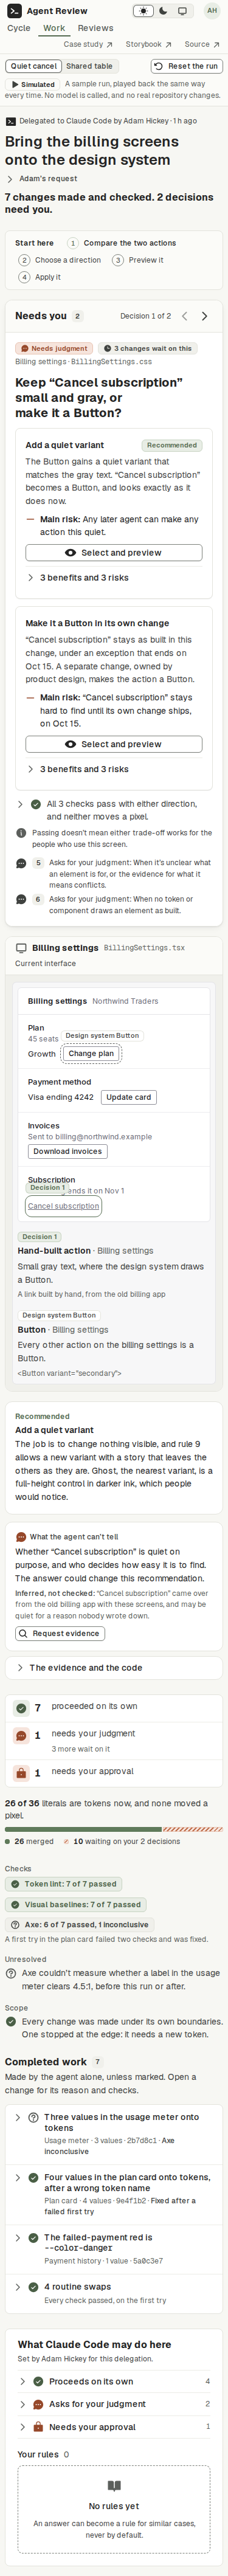 Agent Review
AH
Cycle Work Reviews
Case study Storybook Source
Quiet cancel Shared table Reset the run
Simulated A sample run, played back the same way
every time. No model is called, and no real repository changes.
Delegated to Claude Code by Adam Hickey · 1 h ago
Bring the billing screens
onto the design system
Adam's request
7 changes made and checked. 2 decisions
need you.
Start here 1 Compare the two actions
2 Choose a direction 3 Preview it
4 Apply it
Needs you 2 Decision 1 of 2
Needs judgment 3 changes wait on this
Billing settings · BillingSettings.css
Keep “Cancel subscription”
small and gray, or
make it a Button?
Add a quiet variant Recommended
The Button gains a quiet variant that
matches the gray text. “Cancel subscription”
becomes a Button, and looks exactly as it
does now.
Main risk: Any later agent can make any
action this quiet.
Select and preview
3 benefits and 3 risks
Make it a Button in its own change
“Cancel subscription” stays as built in this
change, under an exception that ends on
Oct 15. A separate change, owned by
product design, makes the action a Button.
Main risk: “Cancel subscription” stays
hard to find until its own change ships,
on Oct 15.
Select and preview
3 benefits and 3 risks
All 3 checks pass with either direction,
and neither moves a pixel.
Passing doesn't mean either trade-off works for the
people who use this screen.
5 Asks for your judgment: When it's unclear what
an element is for, or the evidence for what it
means conflicts.
6 Asks for your judgment: When no token or
component draws an element as built.
Billing settings BillingSettings.tsx
Current interface
Billing settings Northwind Traders
Plan
45 seats Design system Button
Growth Change plan
Payment method
Visa ending 4242 Update card
Invoices
Sent to billing@northwind.example
Download invoices
Subscription
Decision 1 ends it on Nov 1
Cancel subscription
Decision 1
Hand-built action · Billing settings
Small gray text, where the design system draws
a Button.
A link built by hand, from the old billing app
Design system Button
Button · Billing settings
Every other action on the billing settings is a
Button.
<Button variant="secondary">
Recommended
Add a quiet variant
The job is to change nothing visible, and rule 9
allows a new variant with a story that leaves the
others as they are. Ghost, the nearest variant, is a
full-height control in darker ink, which people
would notice.
What the agent can't tell
Whether “Cancel subscription” is quiet on
purpose, and who decides how easy it is to find.
The answer could change this recommendation.
Inferred, not checked: “Cancel subscription” came over
from the old billing app with these screens, and may be
quiet for a reason nobody wrote down.
Request evidence
The evidence and the code
7 proceeded on its own
1 needs your judgment
3 more wait on it
1 needs your approval
26 of 36 literals are tokens now, and none moved a
pixel.
26 merged 10 waiting on your 2 decisions
Checks
Token lint: 7 of 7 passed
Visual baselines: 7 of 7 passed
Axe: 6 of 7 passed, 1 inconclusive
A first try in the plan card failed two checks and was fixed.
Unresolved
Axe couldn't measure whether a label in the usage
meter clears 4.5:1, before this run or after.
Scope
Every change was made under its own boundaries.
One stopped at the edge: it needs a new token.
Completed work 7
Made by the agent alone, unless marked. Open a
change for its reason and checks.
Three values in the usage meter onto
tokens
Usage meter · 3 values · 2b7d8c1 · Axe
inconclusive
Four values in the plan card onto tokens,
after a wrong token name
Plan card · 4 values · 9e4f1b2 · Fixed after a
failed first try
The failed-payment red is
--color-danger
Payment history · 1 value · 5a0c3e7
4 routine swaps
Every check passed, on the first try
What Claude Code may do here
Set by Adam Hickey for this delegation.
Proceeds on its own 4
Asks for your judgment 2
Needs your approval 1
Your rules 0
No rules yet
An answer can become a rule for similar cases,
never by default.